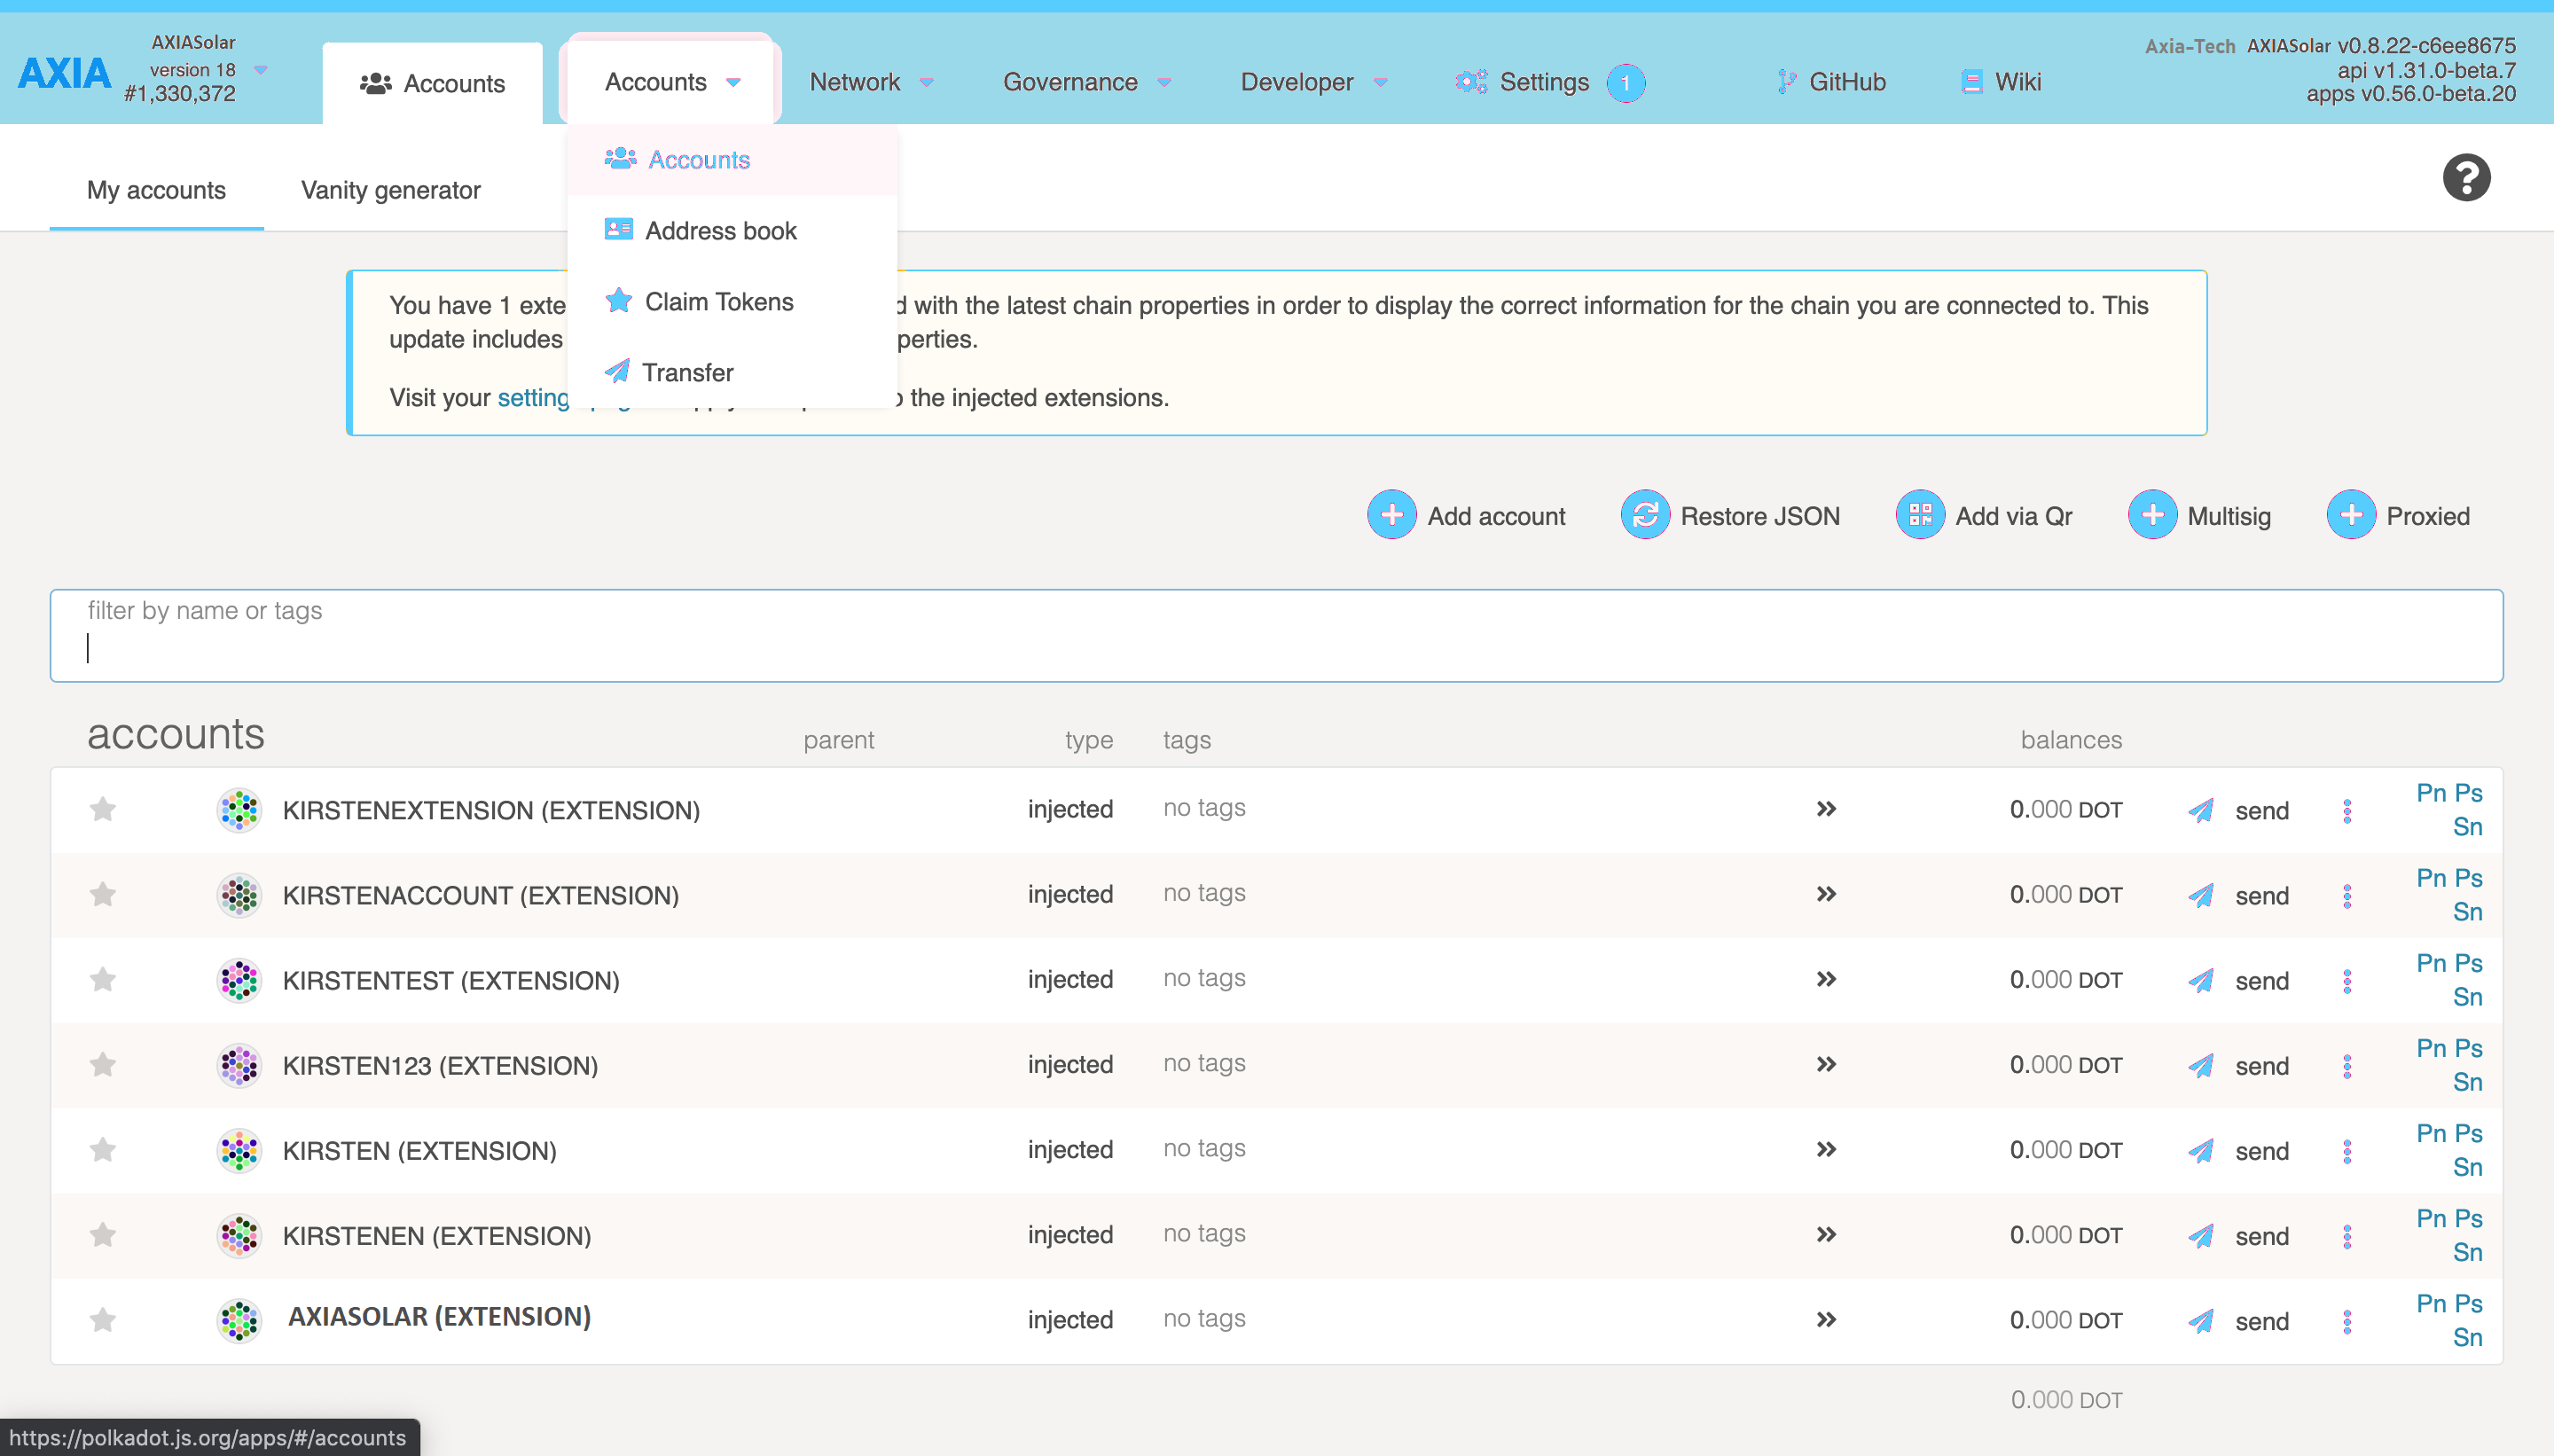 AXIA
AXIASolar
version 18
#1,330,372
Accounts
Accounts
Network
Governance
Developer
Settings
1
GitHub
Wiki
Axia-Tech AXIASolar v0.8.22-c6ee8675
api v1.31.0-beta.7
apps v0.56.0-beta.20
My accounts
Vanity generator
Accounts
Address book
Claim Tokens
Transfer
You have 1 exte d with the latest chain properties in order to display the correct information for the chain you are connected to. This
update includes perties.
Visit your setting o the injected extensions.
Add account
Restore JSON
Add via Qr
Multisig
Proxied
filter by name or tags
accounts parent type tags balances
KIRSTENEXTENSION (EXTENSION) injected no tags 0.000 DOT send Pn Ps
Sn
KIRSTENACCOUNT (EXTENSION) injected no tags 0.000 DOT send Pn Ps
Sn
KIRSTENTEST (EXTENSION) injected no tags 0.000 DOT send Pn Ps
Sn
KIRSTEN123 (EXTENSION) injected no tags 0.000 DOT send Pn Ps
Sn
KIRSTEN (EXTENSION) injected no tags 0.000 DOT send Pn Ps
Sn
KIRSTENEN (EXTENSION) injected no tags 0.000 DOT send Pn Ps
Sn
AXIASOLAR (EXTENSION) injected no tags 0.000 DOT send Pn Ps
Sn
0.000 DOT
https://polkadot.js.org/apps/#/accounts